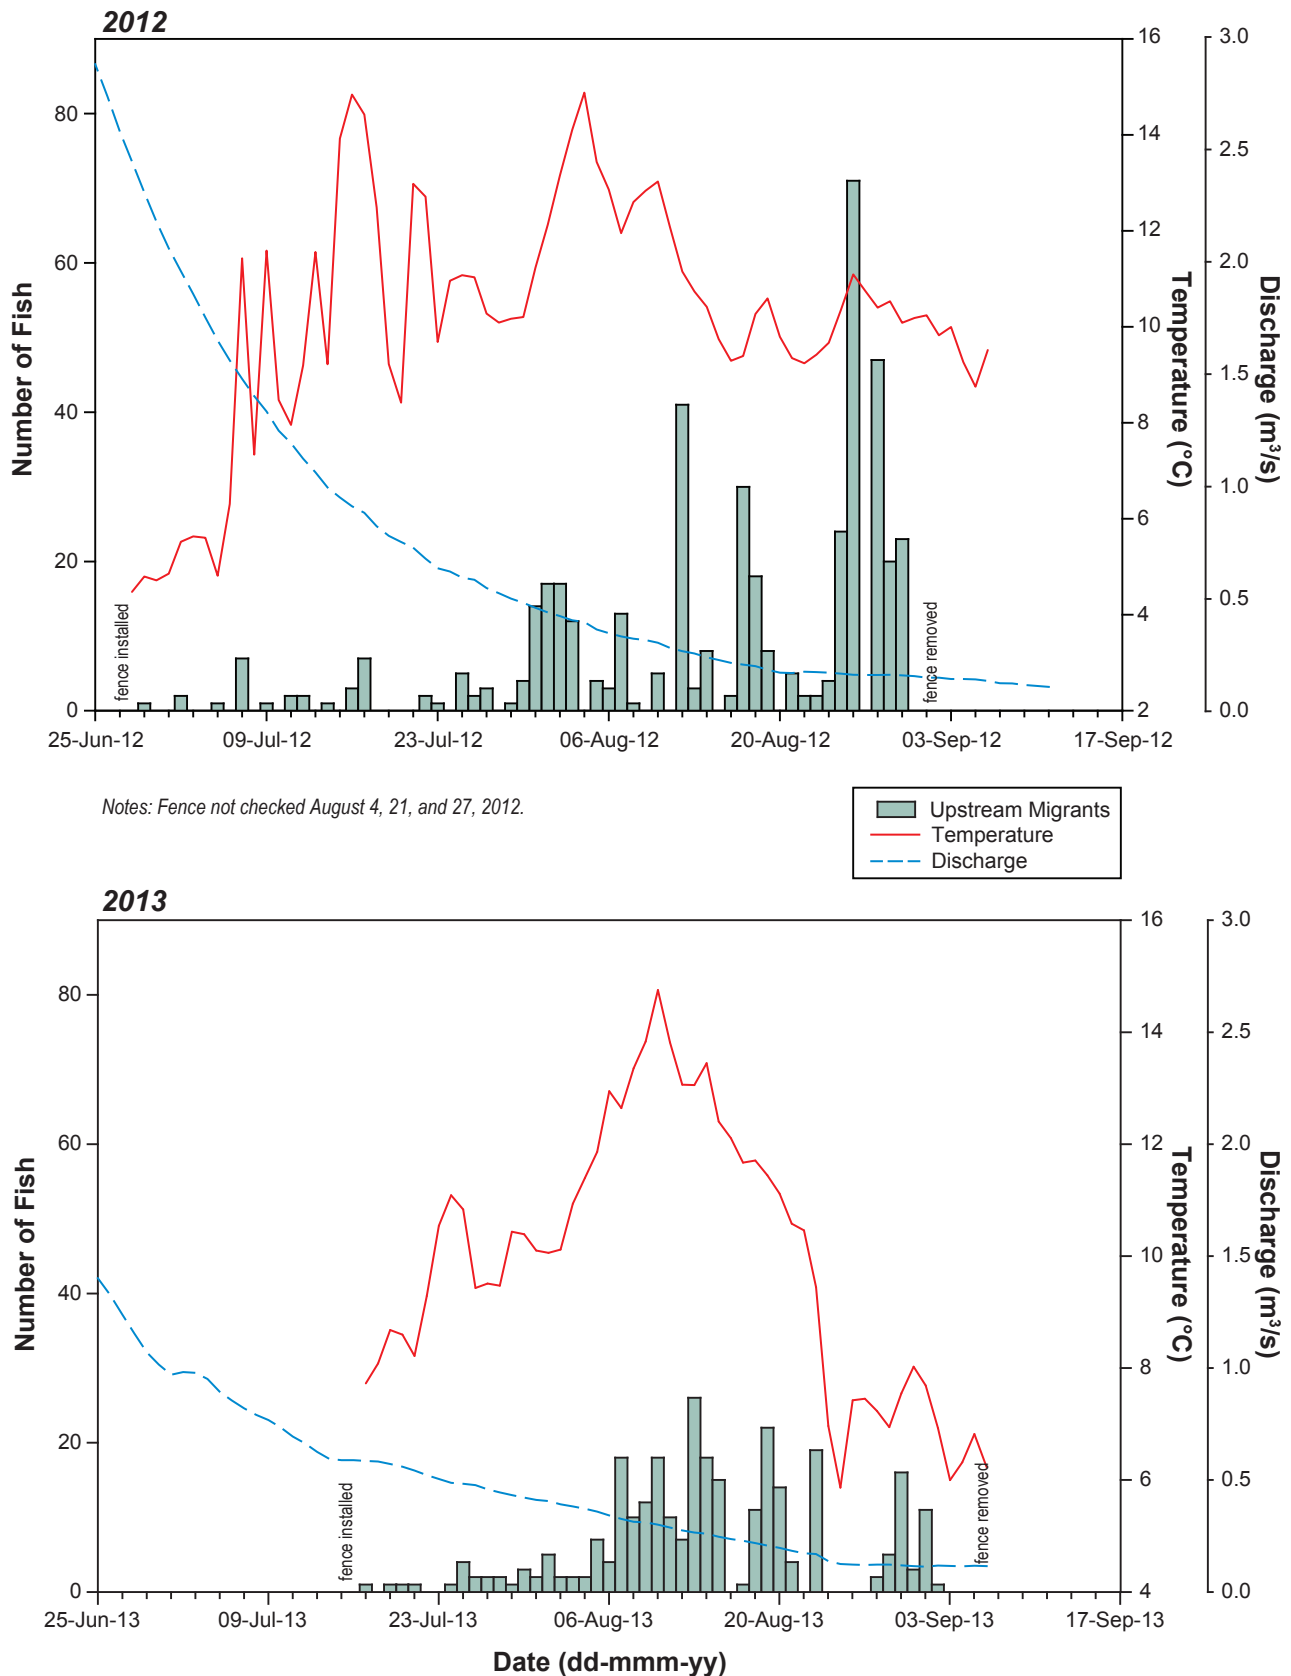 2012
80
60
40
20
0
Number of Fish
16
14
12
10
8
6
4
2
Temperature (°C)
3.0
2.5
2.0
1.5
1.0
0.5
0.0
Discharge (m³/s)
fence installed
fence removed
25-Jun-12
09-Jul-12
23-Jul-12
06-Aug-12
20-Aug-12
03-Sep-12
17-Sep-12
Notes: Fence not checked August 4, 21, and 27, 2012.
Upstream Migrants
Temperature
Discharge
2013
80
60
40
20
0
Number of Fish
16
14
12
10
8
6
4
Temperature (°C)
3.0
2.5
2.0
1.5
1.0
0.5
0.0
Discharge (m³/s)
fence installed
fence removed
25-Jun-13
09-Jul-13
23-Jul-13
06-Aug-13
20-Aug-13
03-Sep-13
17-Sep-13
Date (dd-mmm-yy)